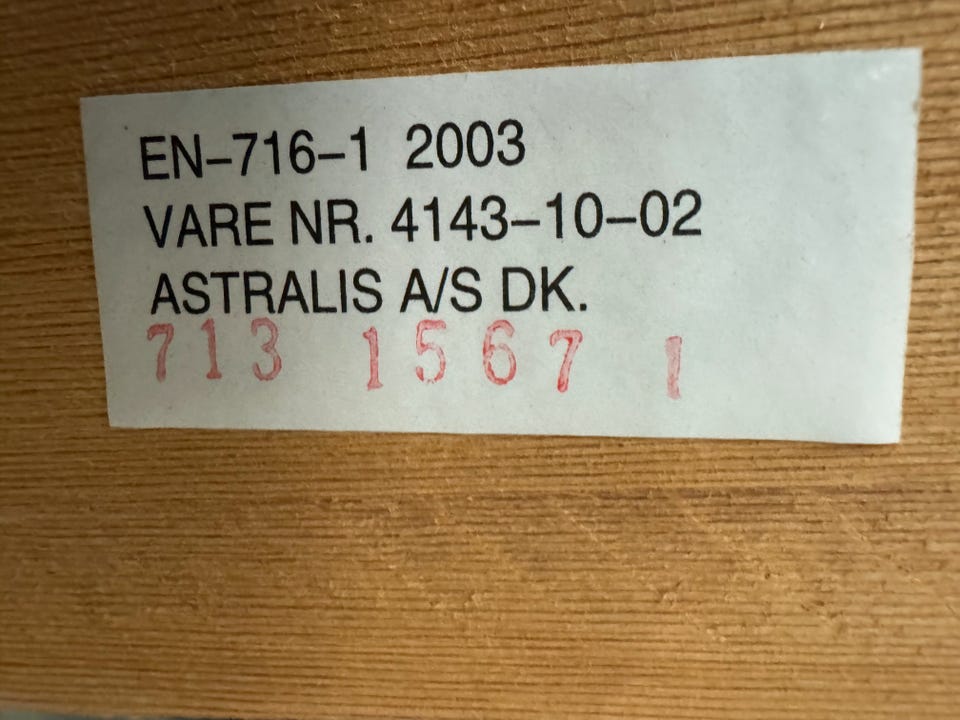 EN-716-1 2003
VARE NR. 4143-10-02
ASTRALIS A/S DK.
713 1567 1